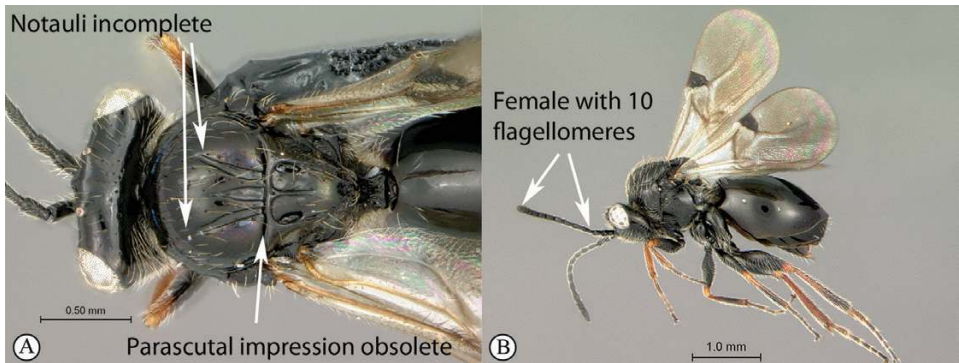 Notauli incomplete
0.50 mm
A
Parascutal impression obsolete
Female with 10
flagellomeres
1.0 mm
B